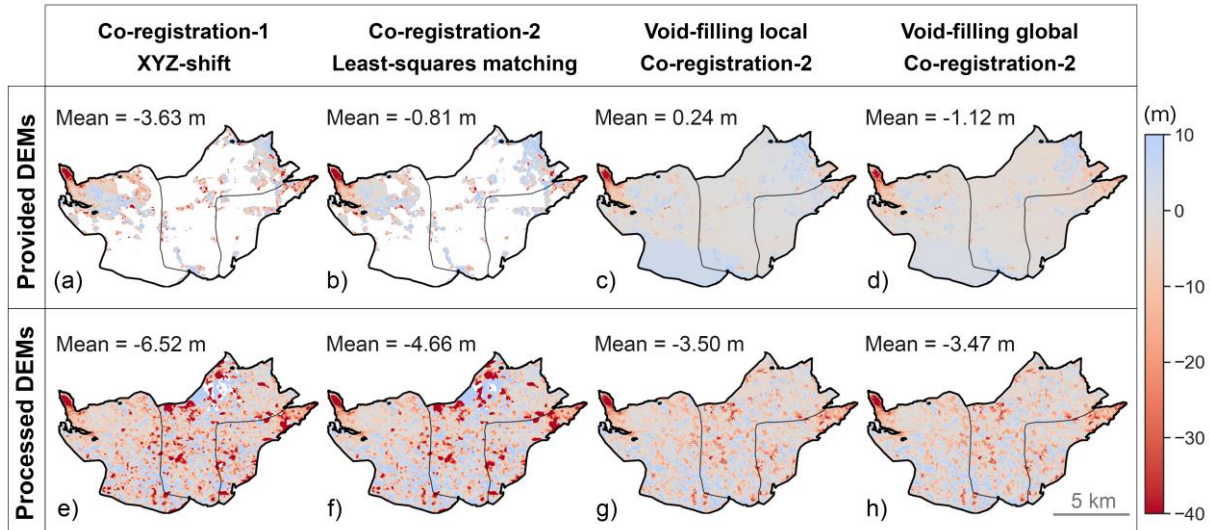 Co-registration-1
XYZ-shift
Co-registration-2
Least-squares matching
Void-filling local
Co-registration-2
Void-filling global
Co-registration-2
Provided DEMs
Mean = -3.63 m
(a)
Mean = -0.81 m
b)
Mean = 0.24 m
c)
Mean = -1.12 m
d)
Processed DEMs
Mean = -6.52 m
e)
Mean = -4.66 m
f)
Mean = -3.50 m
g)
Mean = -3.47 m
h)
5 km
(m)
10
0
−10
−20
−30
−40